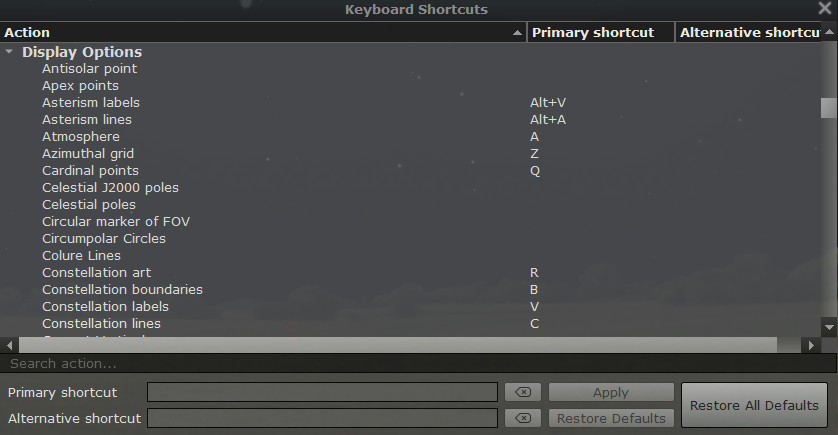 Keyboard Shortcuts
Action Primary shortcut Alternative shortcu
Display Options
Antisolar point
Apex points
Asterism labels Alt+V
Asterism lines Alt+A
Atmosphere A
Azimuthal grid Z
Cardinal points Q
Celestial J2000 poles
Celestial poles
Circular marker of FOV
Circumpolar Circles
Colure Lines
Constellation art R
Constellation boundaries B
Constellation labels V
Constellation lines C
Search action...
Primary shortcut Apply
Alternative shortcut Restore Defaults
Restore All Defaults